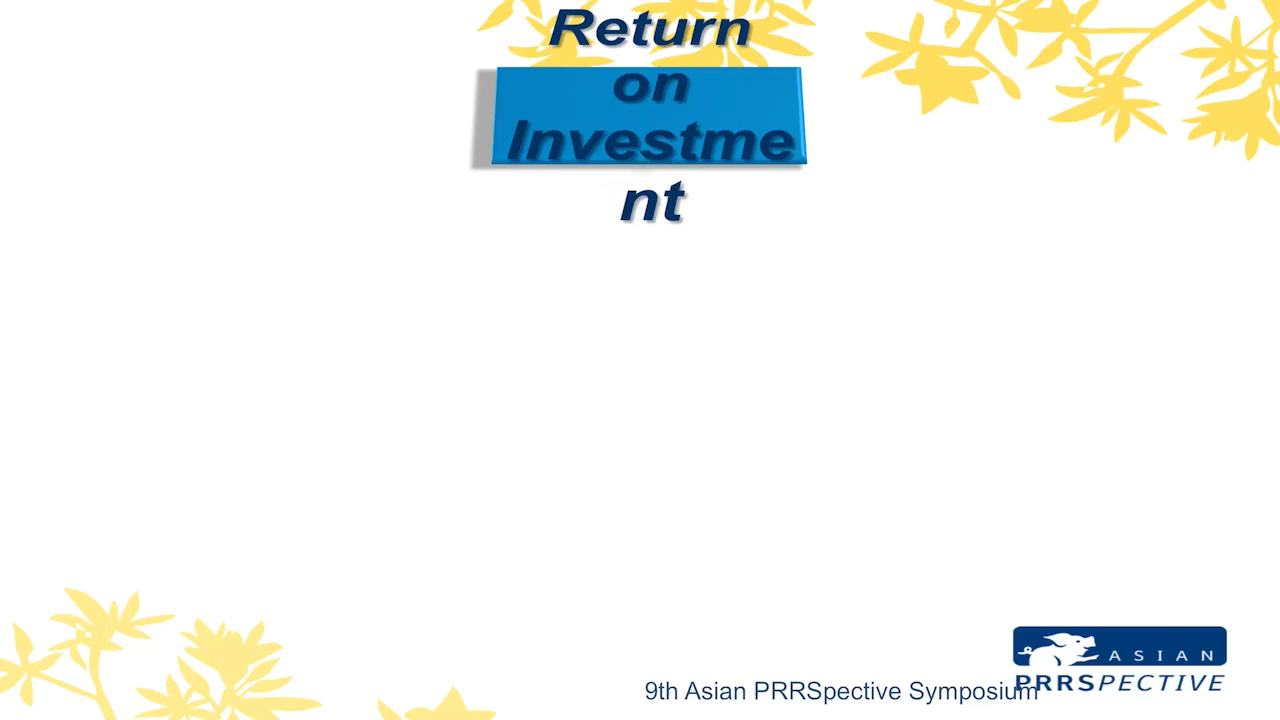 Return
on
Investme
nt
ASIAN
PRRSPECTIVE
9th Asian PRRSpective Symposium